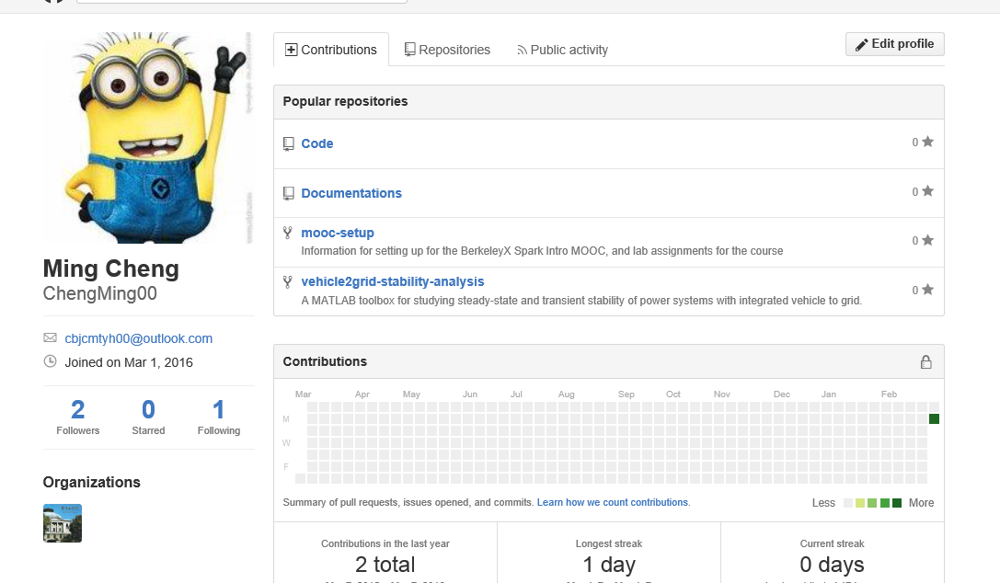 Contributions
Repositories
Public activity
Edit profile
Popular repositories
Code
0
Documentations
0
mooc-setup
Information for setting up for the BerkeleyX Spark Intro MOOC, and lab assignments for the course
0
vehicle2grid-stability-analysis
A MATLAB toolbox for studying steady-state and transient stability of power systems with integrated vehicle to grid.
0
Ming Cheng
ChengMing00
cbjcmtyh00@outlook.com
Joined on Mar 1, 2016
2 0 1
Followers Starred Following
Organizations
Contributions
Mar Apr May Jun Jul Aug Sep Oct Nov Dec Jan Feb
M
W
F
Summary of pull requests, issues opened, and commits. Learn how we count contributions.
Less More
Contributions in the last year
2 total
Longest streak
1 day
Current streak
0 days